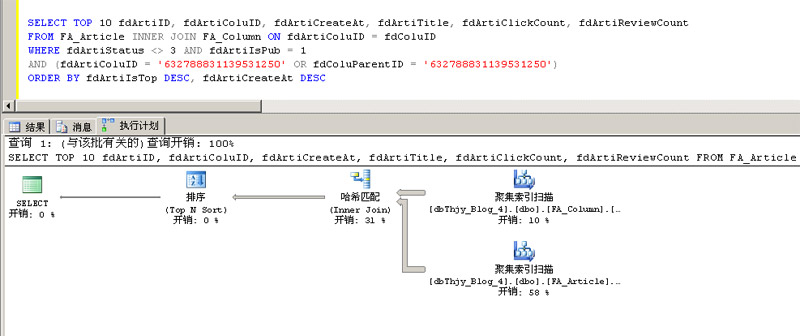 SELECT TOP 10 fdArtiID, fdArtiColuID, fdArtiCreateAt, fdArtiTitle, fdArtiClickCount, fdArtiReviewCount
FROM FA_Article INNER JOIN FA_Column ON fdArtiColuID = fdColuID
WHERE fdArtiStatus <> 3 AND fdArtiIsPub = 1
AND (fdArtiColuID = '632788831139531250' OR fdColuParentID = '632788831139531250')
ORDER BY fdArtiIsTop DESC, fdArtiCreateAt DESC
结果 消息 执行计划
查询 1: (与该批有关的)查询开销: 100%
SELECT TOP 10 fdArtiID, fdArtiColuID, fdArtiCreateAt, fdArtiTitle, fdArtiClickCount, fdArtiReviewCount FROM FA_Article
SELECT
开销: 0 %
排序
(Top N Sort)
开销: 0 %
哈希匹配
(Inner Join)
开销: 31 %
聚集索引扫描
[dbThjy_Blog_4].[dbo].[FA_Column].[…
开销: 10 %
聚集索引扫描
[dbThjy_Blog_4].[dbo].[FA_Article]…
开销: 58 %